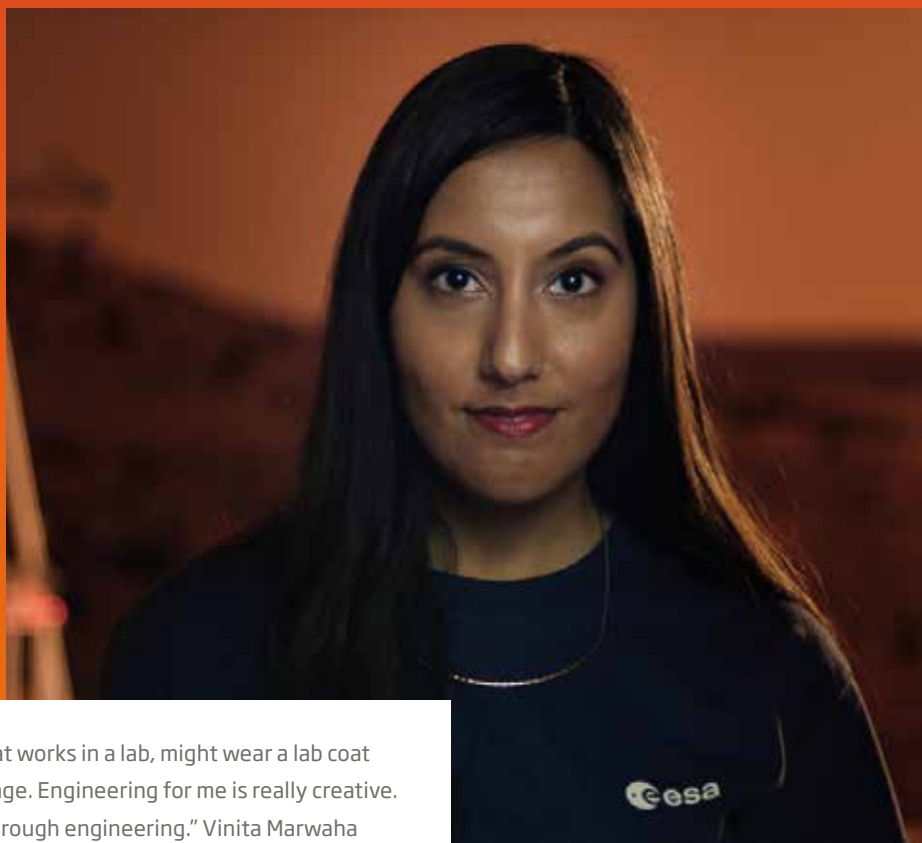 at works in a lab, might wear a lab coat
ge. Engineering for me is really creative.
rough engineering.” Vinita Marwaha
esa